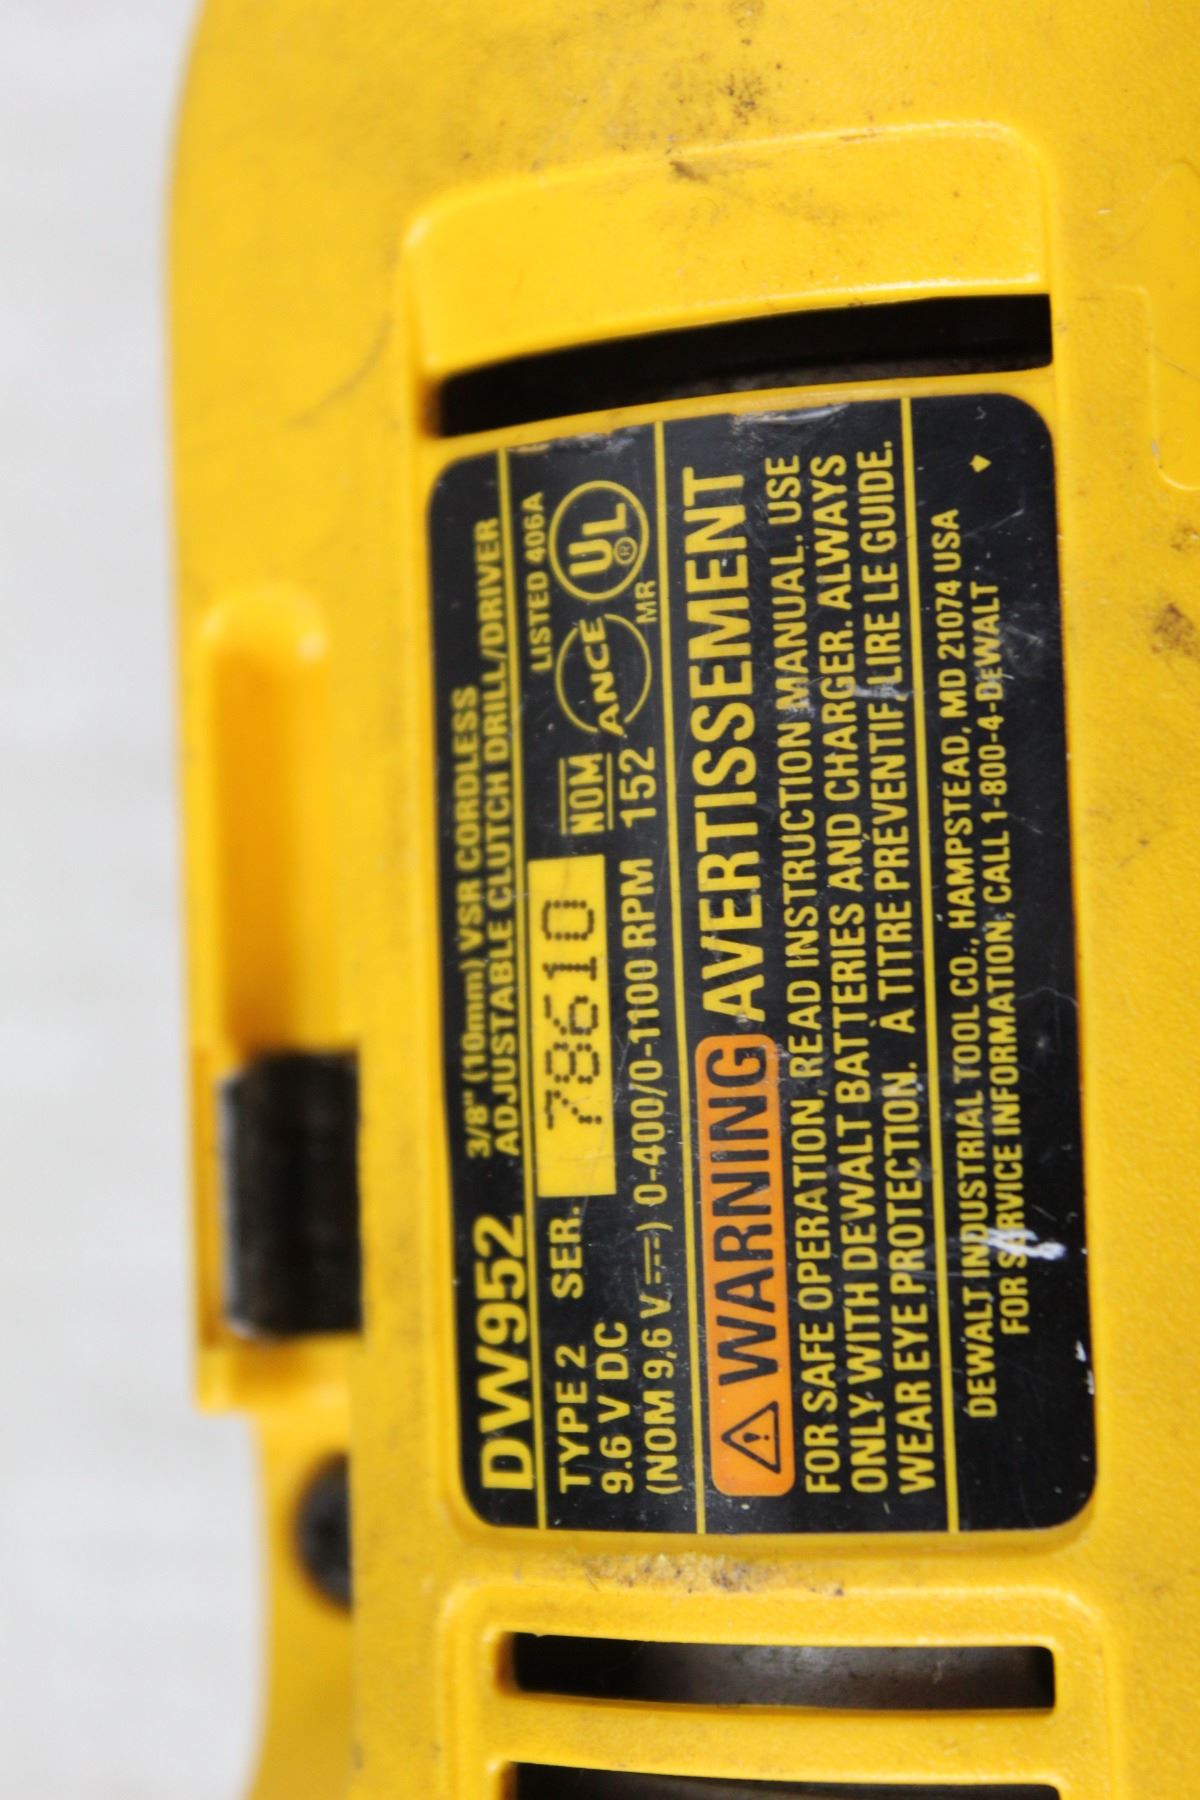 DW952
3/8" (10mm) VSR CORDLESS
ADJUSTABLE CLUTCH DRILL/DRIVER
TYPE 2 SER. 78610
LISTED 406A
9.6 V DC
NOM ANCE UL ®
(NOM 9,6 V ⎓) 0-400/0-1100 RPM 152
MR
WARNING AVERTISSEMENT
FOR SAFE OPERATION, READ INSTRUCTION MANUAL. USE
ONLY WITH DEWALT BATTERIES AND CHARGER. ALWAYS
WEAR EYE PROTECTION. À TITRE PREVENTIF, LIRE LE GUIDE.
DEWALT INDUSTRIAL TOOL CO., HAMPSTEAD, MD 21074 USA
FOR SERVICE INFORMATION, CALL 1-800-4-DEWALT